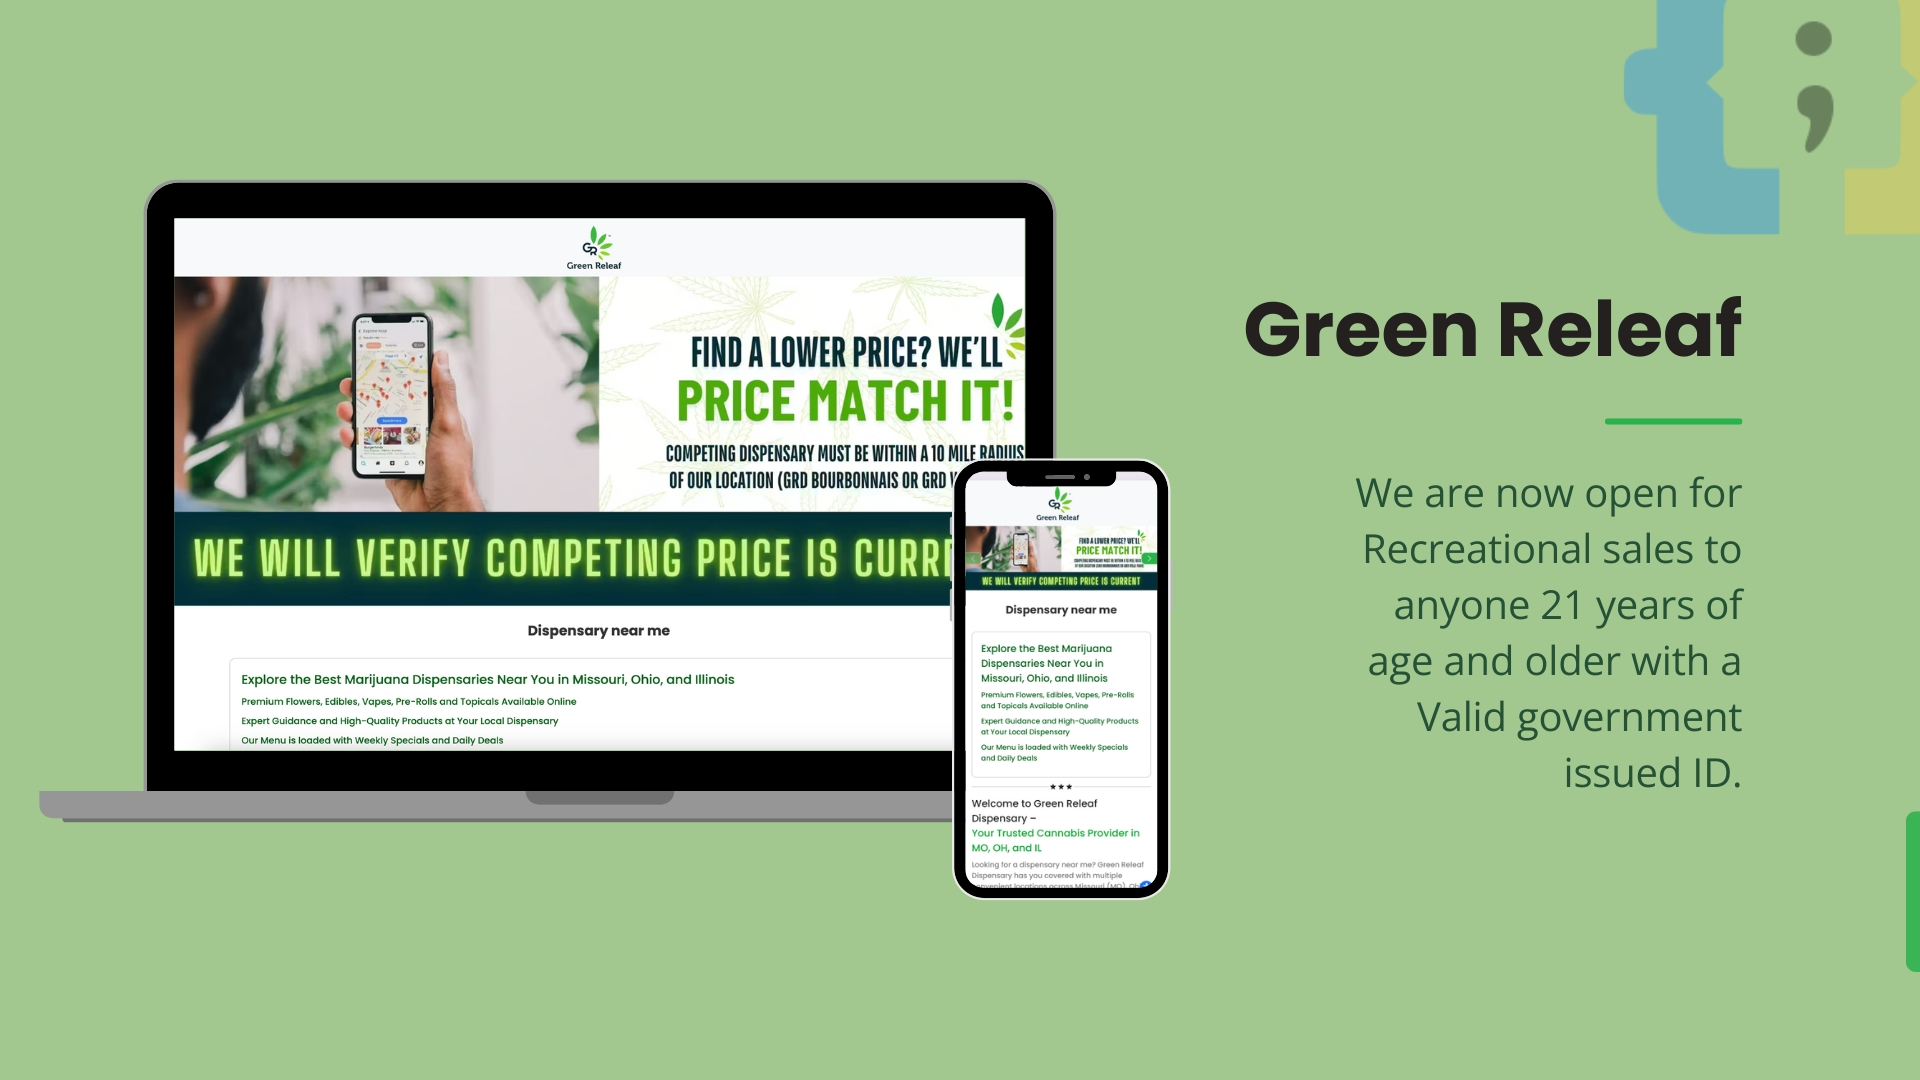 GR
Green Releaf
FIND A LOWER PRICE? WE'LL
PRICE MATCH IT!
COMPETING DISPENSARY MUST BE WITHIN A 10 MILE RADIUS
OF OUR LOCATION (GRD BOURBONNAIS OR GRD
WE WILL VERIFY COMPETING PRICE IS CURRE
Dispensary near me
Explore the Best Marijuana Dispensaries Near You in Missouri, Ohio, and Illinois
Premium Flowers, Edibles, Vapes, Pre-Rolls and Topicals Available Online
Expert Guidance and High-Quality Products at Your Local Dispensary
Our Menu is loaded with Weekly Specials and Daily Deals
GR
Green Releaf
FIND A LOWER PRICE? WE'LL
PRICE MATCH IT!
WE WILL VERIFY COMPETING PRICE IS CURRENT
Dispensary near me
Explore the Best Marijuana
Dispensaries Near You in
Missouri, Ohio, and Illinois
Premium Flowers, Edibles, Vapes, Pre-Rolls
and Topicals Available Online
Expert Guidance and High-Quality Products
at Your Local Dispensary
Our Menu is loaded with Weekly Specials
and Daily Deals
Welcome to Green Releaf
Dispensary –
Your Trusted Cannabis Provider in
MO, OH, and IL
Looking for a dispensary near me? Green Releaf
Dispensary has you covered with multiple
convenient locations across Missouri (MO),
Green Releaf
We are now open for
Recreational sales to
anyone 21 years of
age and older with a
Valid government
issued ID.